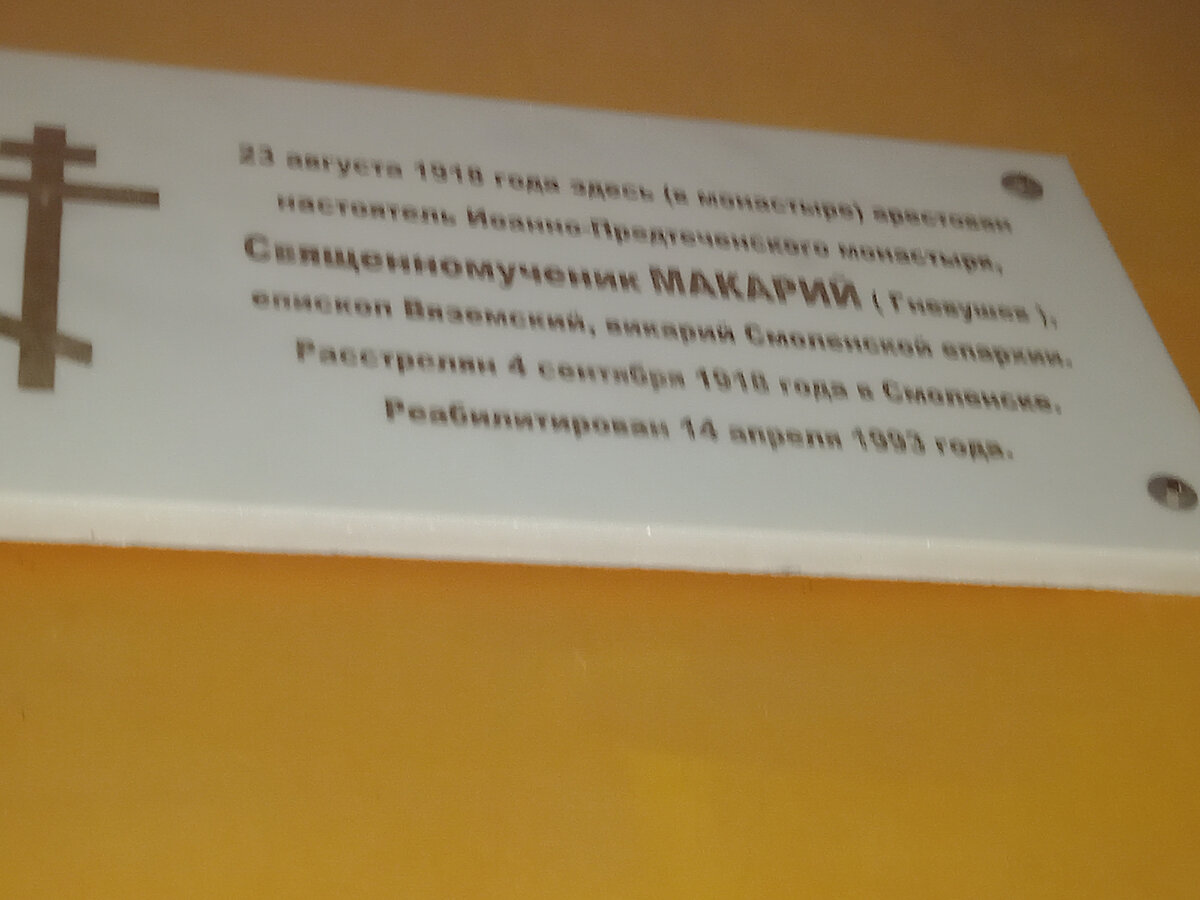 23 августа 1918 года здесь (в монастыре) арестован
настоятель Иоанно-Предтеченского монастыря,
Священномученик МАКАРИЙ ( Гневушев ),
епископ Вяземский, викарий Смоленской епархии.
Расстрелян 4 сентября 1918 года в Смоленске.
Реабилитирован 14 апреля 1993 года.